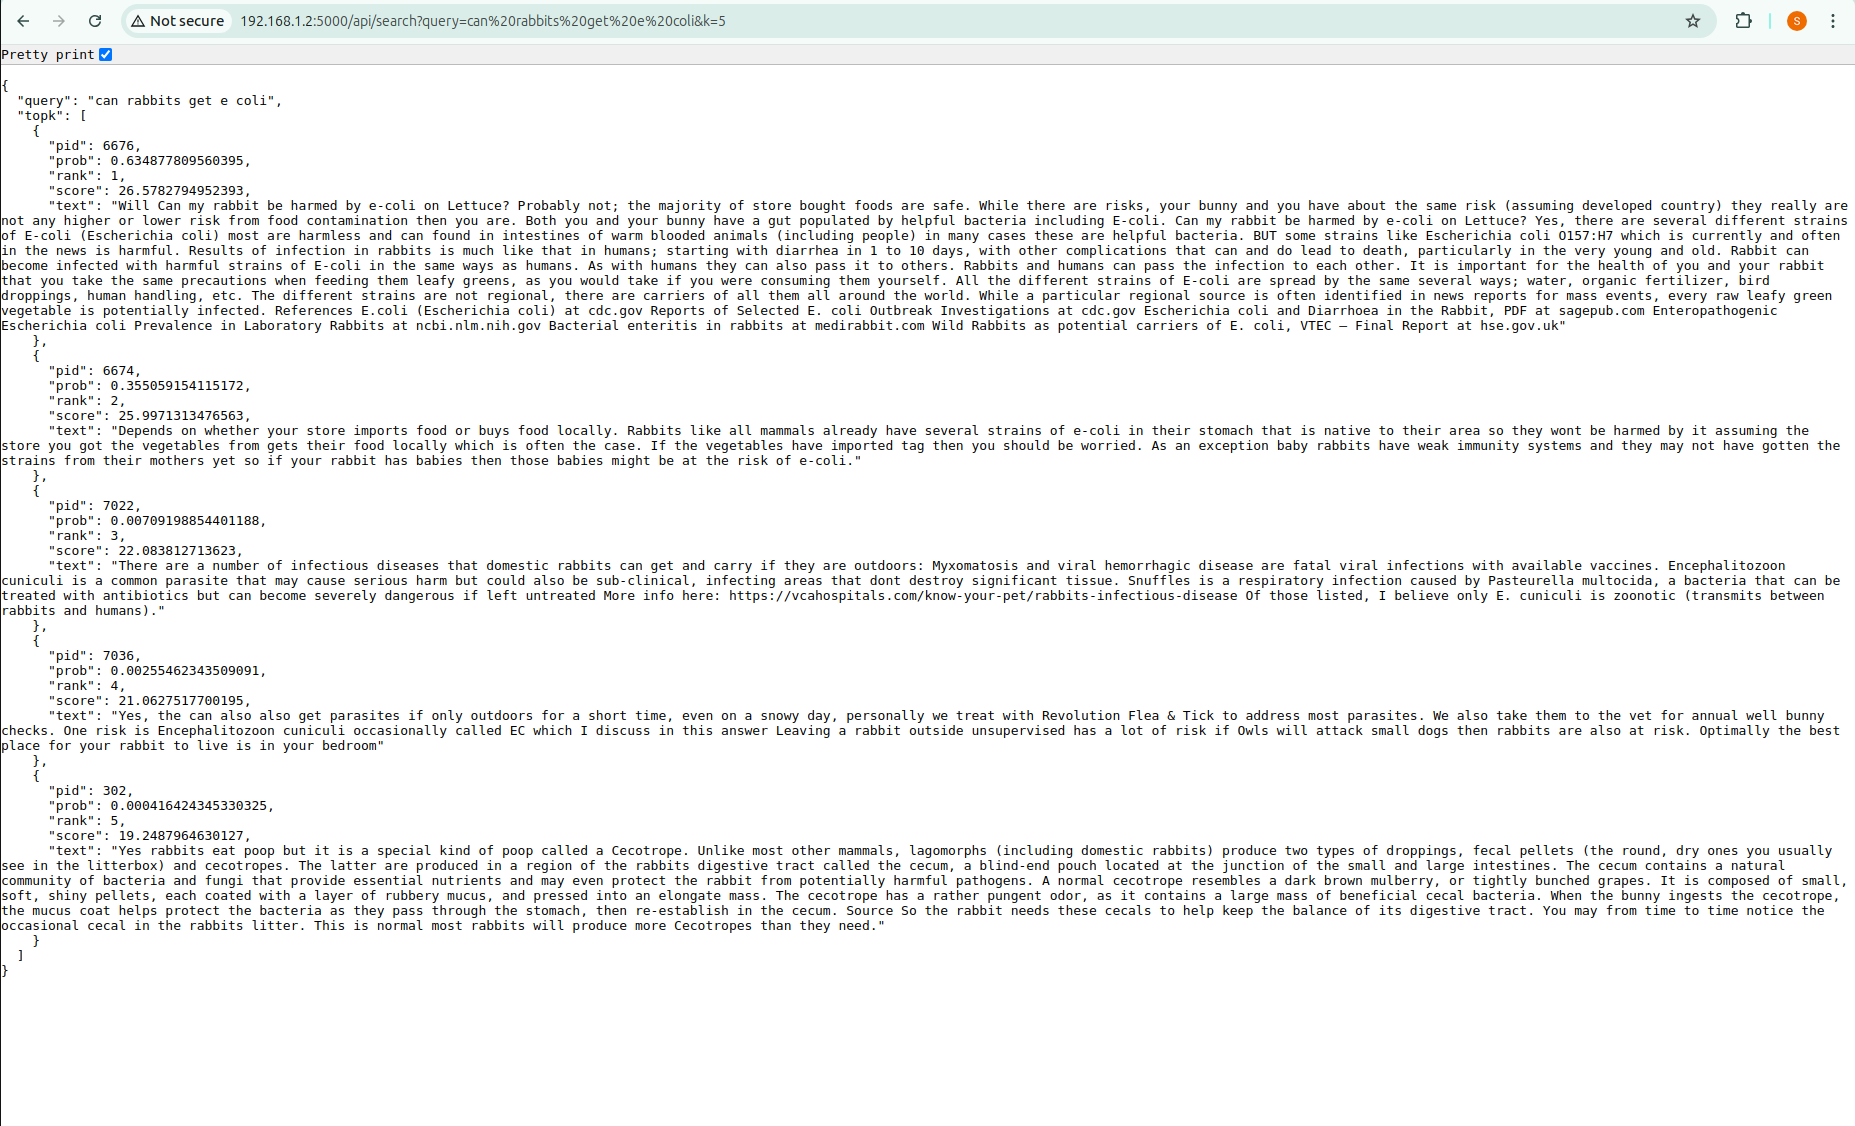 Not secure 192.168.1.2:5000/api/search?query=can%20rabbits%20get%20e%20coli&k=5
S
Pretty print
{
"query": "can rabbits get e coli",
"topk": [
{
"pid": 6676,
"prob": 0.634877809560395,
"rank": 1,
"score": 26.5782794952393,
"text": "Will Can my rabbit be harmed by e-coli on Lettuce? Probably not; the majority of store bought foods are safe. While there are risks, your bunny and you have about the same risk (assuming developed country) they really are
not any higher or lower risk from food contamination then you are. Both you and your bunny have a gut populated by helpful bacteria including E-coli. Can my rabbit be harmed by e-coli on Lettuce? Yes, there are several different strains
of E-coli (Escherichia coli) most are harmless and can found in intestines of warm blooded animals (including people) in many cases these are helpful bacteria. BUT some strains like Escherichia coli O157:H7 which is currently and often
in the news is harmful. Results of infection in rabbits is much like that in humans; starting with diarrhea in 1 to 10 days, with other complications that can and do lead to death, particularly in the very young and old. Rabbit can
become infected with harmful strains of E-coli in the same ways as humans. As with humans they can also pass it to others. Rabbits and humans can pass the infection to each other. It is important for the health of you and your rabbit
that you take the same precautions when feeding them leafy greens, as you would take if you were consuming them yourself. All the different strains of E-coli are spread by the same several ways; water, organic fertilizer, bird
droppings, human handling, etc. The different strains are not regional, there are carriers of all them all around the world. While a particular regional source is often identified in news reports for mass events, every raw leafy green
vegetable is potentially infected. References E.coli (Escherichia coli) at cdc.gov Reports of Selected E. coli Outbreak Investigations at cdc.gov Escherichia coli and Diarrhoea in the Rabbit, PDF at sagepub.com Enteropathogenic
Escherichia coli Prevalence in Laboratory Rabbits at ncbi.nlm.nih.gov Bacterial enteritis in rabbits at medirabbit.com Wild Rabbits as potential carriers of E. coli, VTEC – Final Report at hse.gov.uk"
},
{
"pid": 6674,
"prob": 0.355059154115172,
"rank": 2,
"score": 25.9971313476563,
"text": "Depends on whether your store imports food or buys food locally. Rabbits like all mammals already have several strains of e-coli in their stomach that is native to their area so they wont be harmed by it assuming the
store you got the vegetables from gets their food locally which is often the case. If the vegetables have imported tag then you should be worried. As an exception baby rabbits have weak immunity systems and they may not have gotten the
strains from their mothers yet so if your rabbit has babies then those babies might be at the risk of e-coli."
},
{
"pid": 7022,
"prob": 0.00709198854401188,
"rank": 3,
"score": 22.083812713623,
"text": "There are a number of infectious diseases that domestic rabbits can get and carry if they are outdoors: Myxomatosis and viral hemorrhagic disease are fatal viral infections with available vaccines. Encephalitozoon
cuniculi is a common parasite that may cause serious harm but could also be sub-clinical, infecting areas that dont destroy significant tissue. Snuffles is a respiratory infection caused by Pasteurella multocida, a bacteria that can be
treated with antibiotics but can become severely dangerous if left untreated More info here: https://vcahospitals.com/know-your-pet/rabbits-infectious-disease Of those listed, I believe only E. cuniculi is zoonotic (transmits between
rabbits and humans)."
},
{
"pid": 7036,
"prob": 0.00255462343509091,
"rank": 4,
"score": 21.0627517700195,
"text": "Yes, the can also also get parasites if only outdoors for a short time, even on a snowy day, personally we treat with Revolution Flea & Tick to address most parasites. We also take them to the vet for annual well bunny
checks. One risk is Encephalitozoon cuniculi occasionally called EC which I discuss in this answer Leaving a rabbit outside unsupervised has a lot of risk if Owls will attack small dogs then rabbits are also at risk. Optimally the best
place for your rabbit to live is in your bedroom"
},
{
"pid": 302,
"prob": 0.000416424345330325,
"rank": 5,
"score": 19.2487964630127,
"text": "Yes rabbits eat poop but it is a special kind of poop called a Cecotrope. Unlike most other mammals, lagomorphs (including domestic rabbits) produce two types of droppings, fecal pellets (the round, dry ones you usually
see in the litterbox) and cecotropes. The latter are produced in a region of the rabbits digestive tract called the cecum, a blind-end pouch located at the junction of the small and large intestines. The cecum contains a natural
community of bacteria and fungi that provide essential nutrients and may even protect the rabbit from potentially harmful pathogens. A normal cecotrope resembles a dark brown mulberry, or tightly bunched grapes. It is composed of small,
soft, shiny pellets, each coated with a layer of rubbery mucus, and pressed into an elongate mass. The cecotrope has a rather pungent odor, as it contains a large mass of beneficial cecal bacteria. When the bunny ingests the cecotrope,
the mucus coat helps protect the bacteria as they pass through the stomach, then re-establish in the cecum. Source So the rabbit needs these cecals to help keep the balance of its digestive tract. You may from time to time notice the
occasional cecal in the rabbits litter. This is normal most rabbits will produce more Cecotropes than they need."
}
]
}